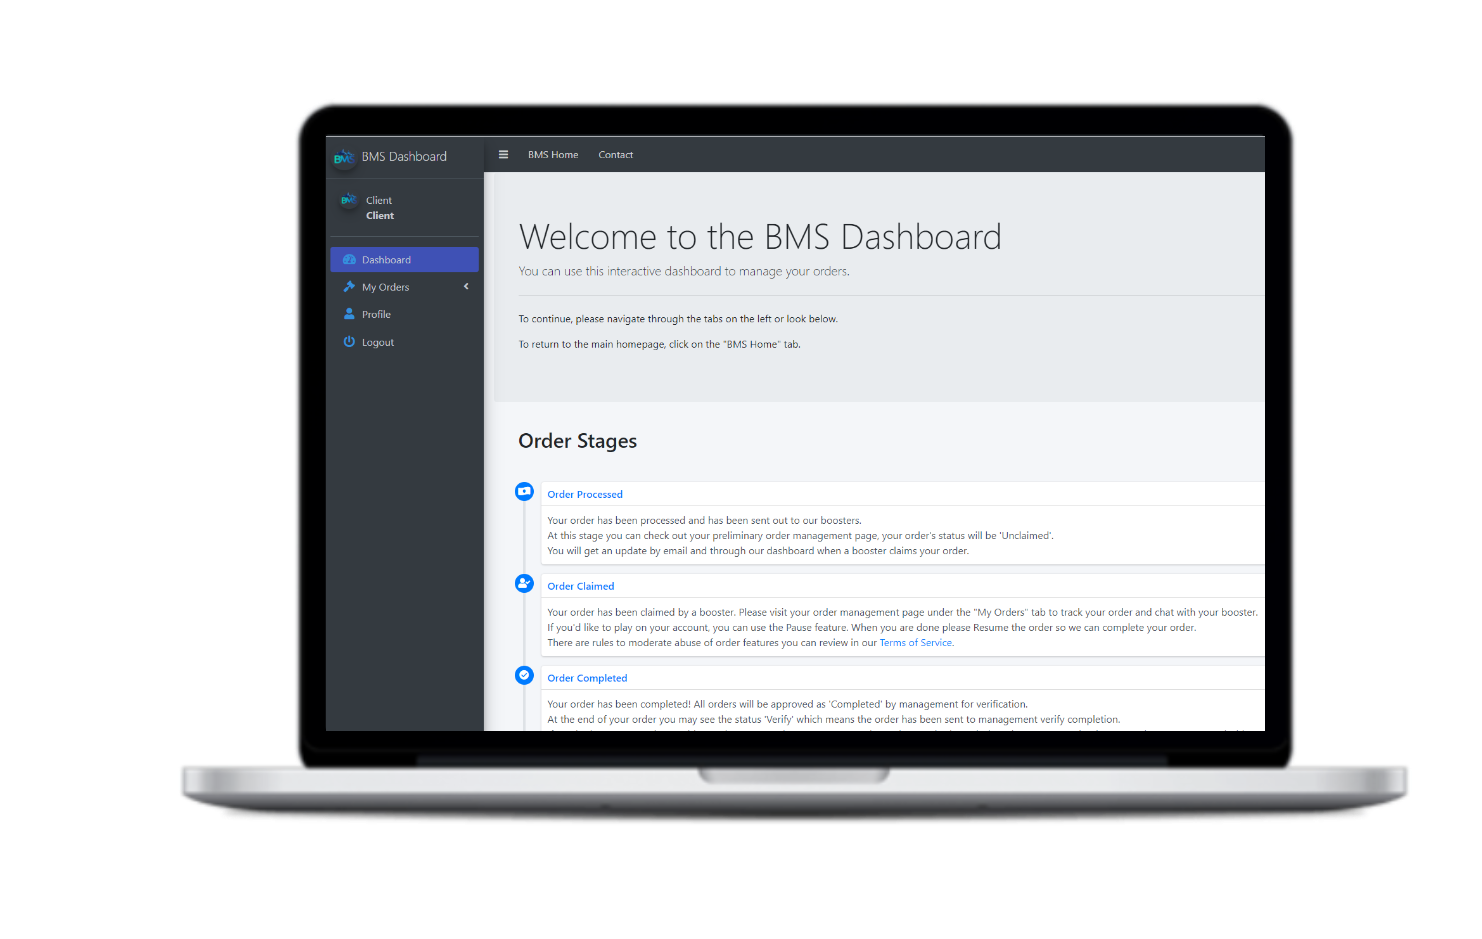 BMS
BMS Dashboard
BMS
Client
Client
Dashboard
My Orders
Profile
Logout
BMS Home Contact
Welcome to the BMS Dashboard
You can use this interactive dashboard to manage your orders.
To continue, please navigate through the tabs on the left or look below.
To return to the main homepage, click on the "BMS Home" tab.
Order Stages
Order Processed
Your order has been processed and has been sent out to our boosters.
At this stage you can check out your preliminary order management page, your order's status will be 'Unclaimed'.
You will get an update by email and through our dashboard when a booster claims your order.
Order Claimed
Your order has been claimed by a booster. Please visit your order management page under the "My Orders" tab to track your order and chat with your booster.
If you'd like to play on your account, you can use the Pause feature. When you are done please Resume the order so we can complete your order.
There are rules to moderate abuse of order features you can review in our Terms of Service.
Order Completed
Your order has been completed! All orders will be approved as 'Completed' by management for verification.
At the end of your order you may see the status 'Verify' which means the order has been sent to management verify completion.